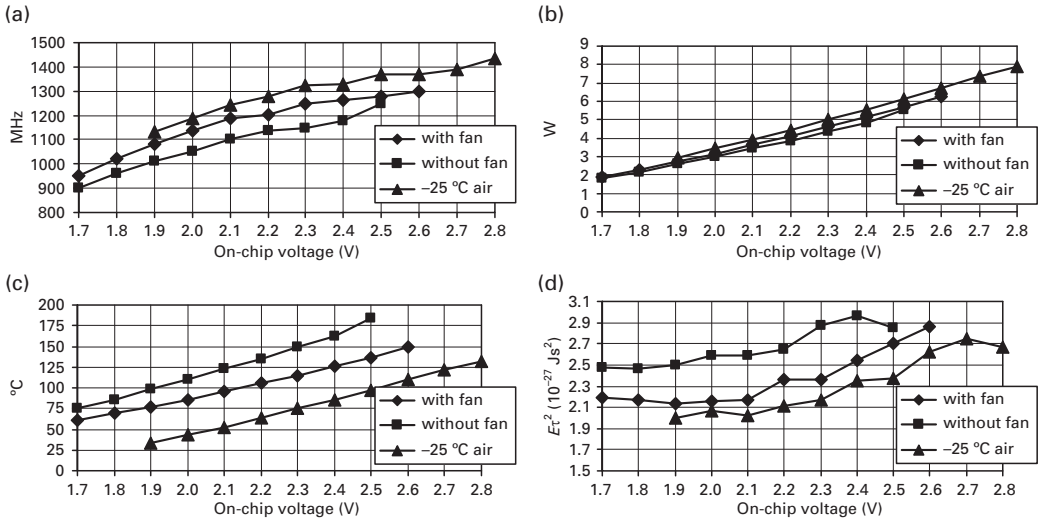 (a)
1500
1400
1300
1200
1100
1000
900
800
MHz
1.7 1.8 1.9 2.0 2.1 2.2 2.3 2.4 2.5 2.6 2.7 2.8
On-chip voltage (V)
with fan
without fan
–25 ºC air
(b)
9
8
7
6
5
4
3
2
1
0
W
1.7 1.8 1.9 2.0 2.1 2.2 2.3 2.4 2.5 2.6 2.7 2.8
On-chip voltage (V)
with fan
without fan
–25 ºC air
(c)
200
175
150
125
100
75
50
25
0
ºC
1.7 1.8 1.9 2.0 2.1 2.2 2.3 2.4 2.5 2.6 2.7 2.8
On-chip voltage (V)
with fan
without fan
–25 ºC air
(d)
3.1
2.9
2.7
2.5
2.3
2.1
1.9
1.7
1.5
Eτ² (10⁻²⁷ Js²)
1.7 1.8 1.9 2.0 2.1 2.2 2.3 2.4 2.5 2.6 2.7 2.8
On-chip voltage (V)
with fan
without fan
–25 ºC air